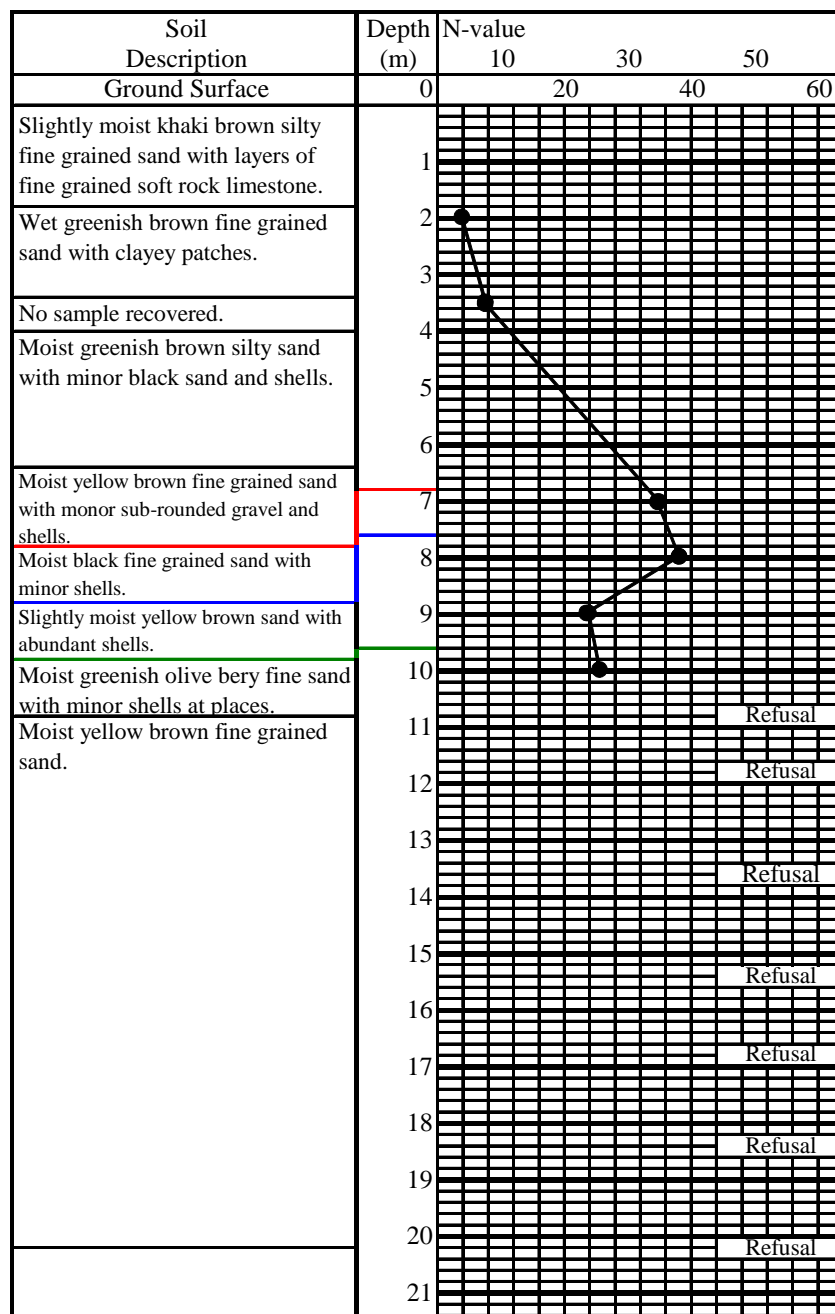 Soil
Description
Depth
(m)
N-value
10 30 50
Ground Surface
0
20 40 60
Slightly moist khaki brown silty
fine grained sand with layers of
fine grained soft rock limestone.
1
Wet greenish brown fine grained
sand with clayey patches.
2
3
No sample recovered.
4
Moist greenish brown silty sand
with minor black sand and shells.
5
6
Moist yellow brown fine grained sand
with monor sub-rounded gravel and
shells.
7
Moist black fine grained sand with
minor shells.
8
Slightly moist yellow brown sand with
abundant shells.
9
Moist greenish olive bery fine sand
with minor shells at places.
10
Moist yellow brown fine grained
sand.
Refusal
11
Refusal
12
13
Refusal
14
15
Refusal
16
Refusal
17
18
Refusal
19
20
Refusal
21